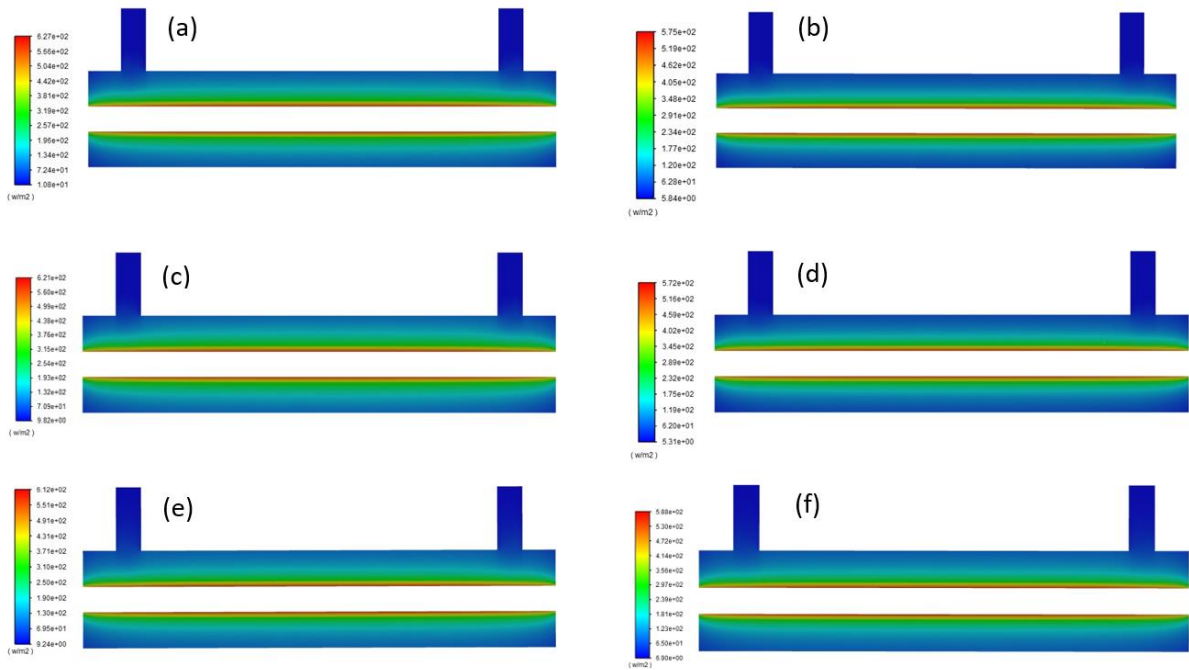 (a)
6.27e+02
5.66e+02
5.04e+02
4.42e+02
3.81e+02
3.19e+02
2.57e+02
1.96e+02
1.34e+02
7.24e+01
1.08e+01
( w/m2 )
(b)
5.75e+02
5.19e+02
4.62e+02
4.05e+02
3.48e+02
2.91e+02
2.34e+02
1.77e+02
1.20e+02
6.28e+01
5.84e+00
( w/m2 )
(c)
6.21e+02
5.60e+02
4.99e+02
4.38e+02
3.76e+02
3.15e+02
2.54e+02
1.93e+02
1.32e+02
7.09e+01
9.82e+00
( w/m2 )
(d)
5.72e+02
5.16e+02
4.59e+02
4.02e+02
3.45e+02
2.89e+02
2.32e+02
1.75e+02
1.19e+02
6.20e+01
5.31e+00
( w/m2 )
(e)
6.12e+02
5.51e+02
4.91e+02
4.31e+02
3.71e+02
3.10e+02
2.50e+02
1.90e+02
1.30e+02
6.95e+01
9.24e+00
( w/m2 )
(f)
5.88e+02
5.30e+02
4.72e+02
4.14e+02
3.56e+02
2.97e+02
2.39e+02
1.81e+02
1.23e+02
6.50e+01
6.90e+00
( w/m2 )